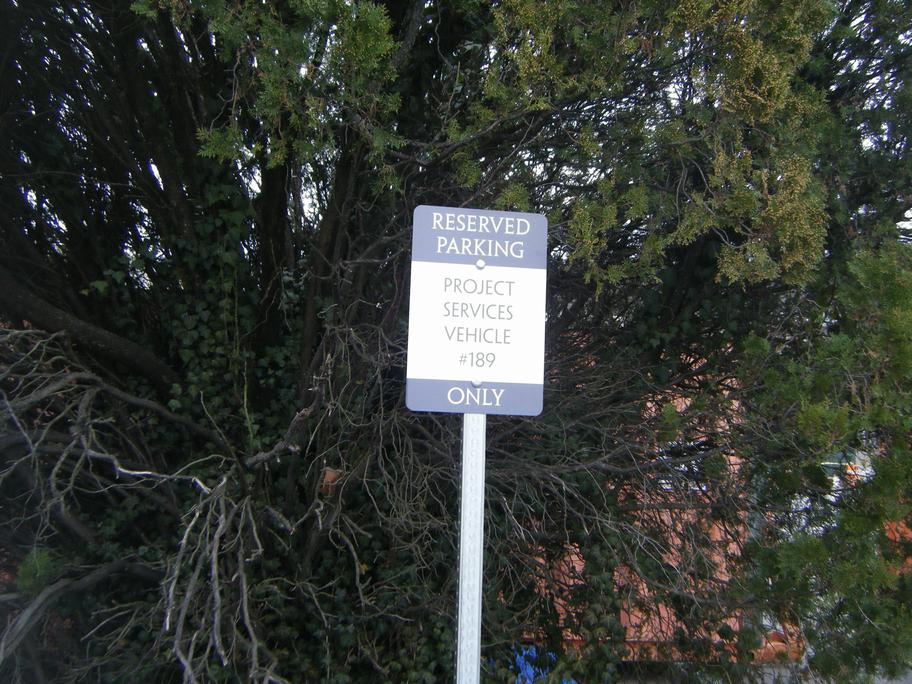 RESERVED
PARKING
PROJECT
SERVICES
VEHICLE
#189
ONLY